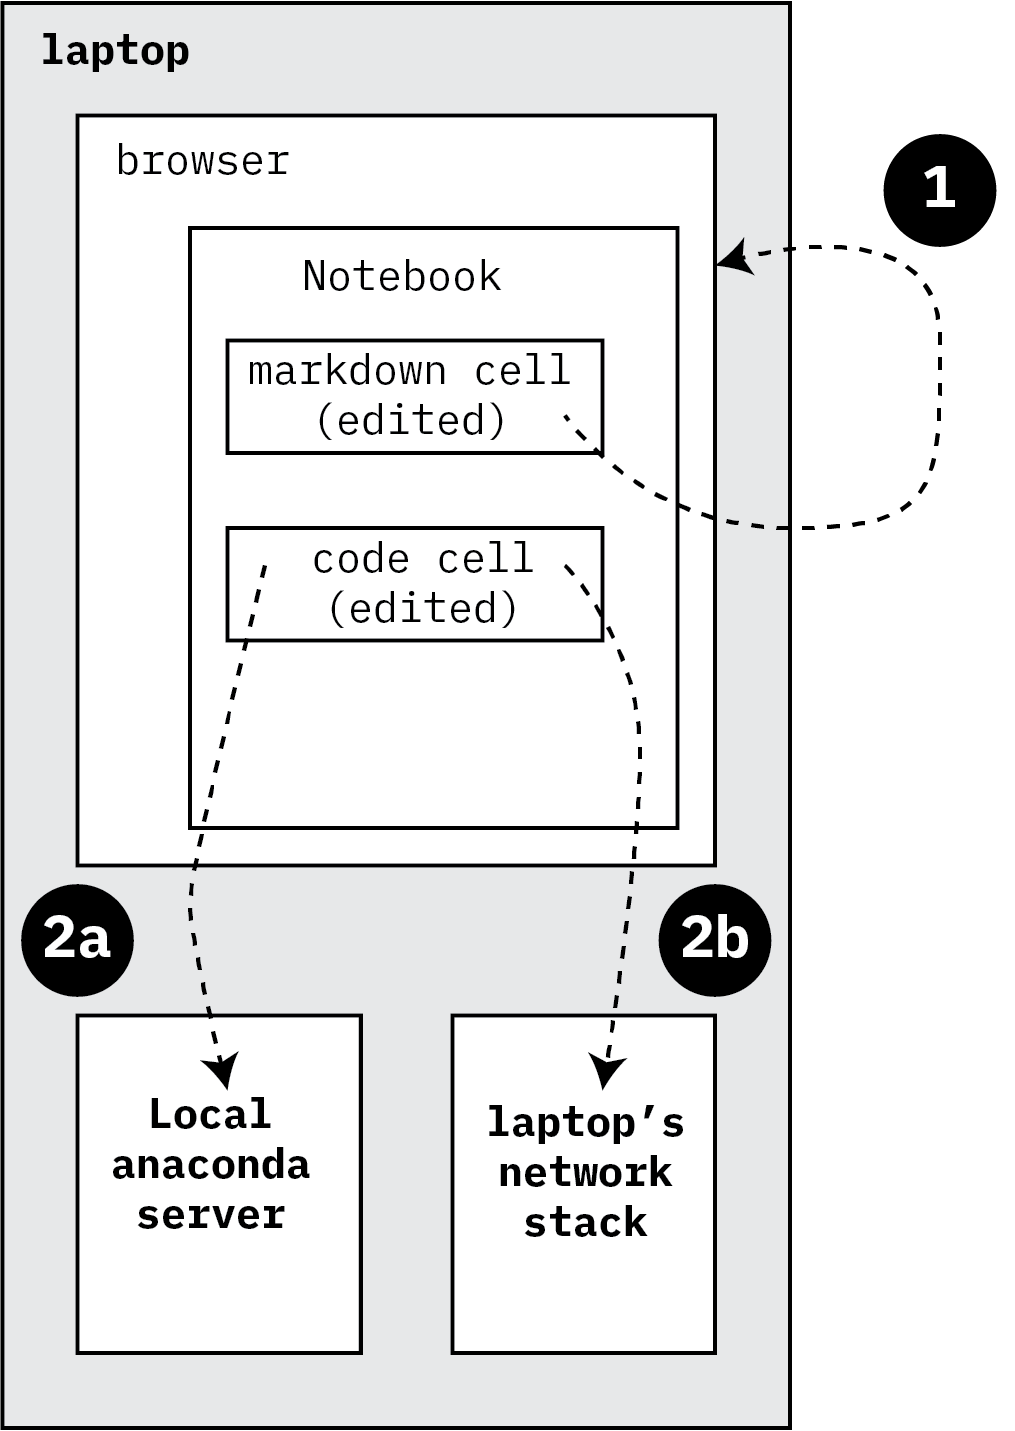 laptop
browser
1
Notebook
markdown cell
(edited)
code cell
(edited)
2a
2b
Local
anaconda
server
laptop’s
network
stack